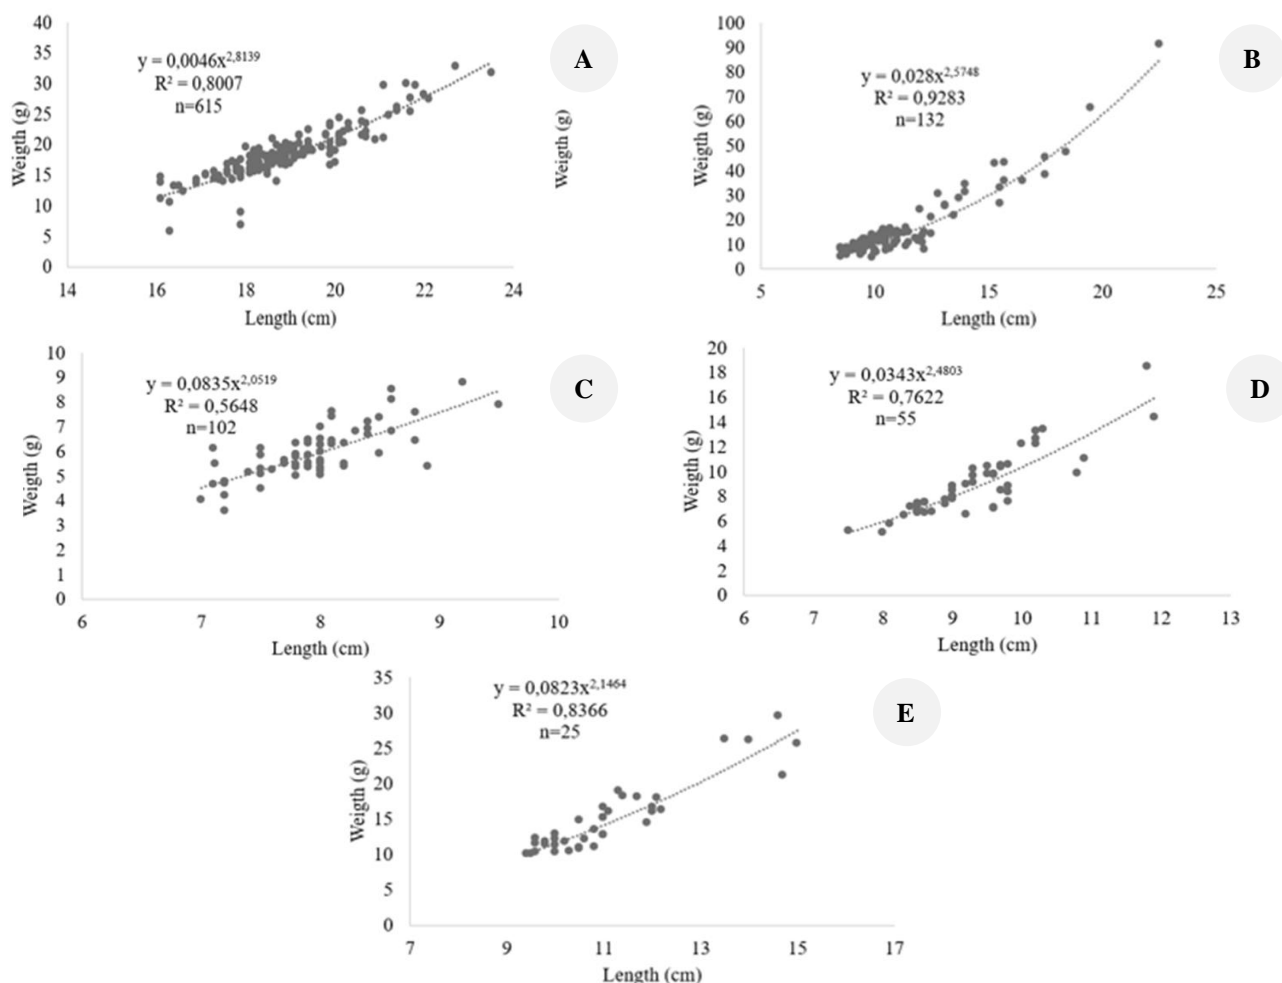 40
35
30
25
20
15
10
5
0
14
16
18
20
22
24
Weigth (g)
Length (cm)
y = 0,0046x^2,8139
R² = 0,8007
n=615
A
Weigth (g)
100
90
80
70
60
50
40
30
20
10
0
5
10
15
20
25
Weigth (g)
Length (cm)
y = 0,028x^2,5748
R² = 0,9283
n=132
B
10
9
8
7
6
5
4
3
2
1
0
6
7
8
9
10
Weigth (g)
Length (cm)
y = 0,0835x^2,0519
R² = 0,5648
n=102
C
20
18
16
14
12
10
8
6
4
2
0
6
7
8
9
10
11
12
13
Weigth (g)
Length (cm)
y = 0,0343x^2,4803
R² = 0,7622
n=55
D
35
30
25
20
15
10
5
0
7
9
11
13
15
17
Weigth (g)
Length (cm)
y = 0,0823x^2,1464
R² = 0,8366
n=25
E